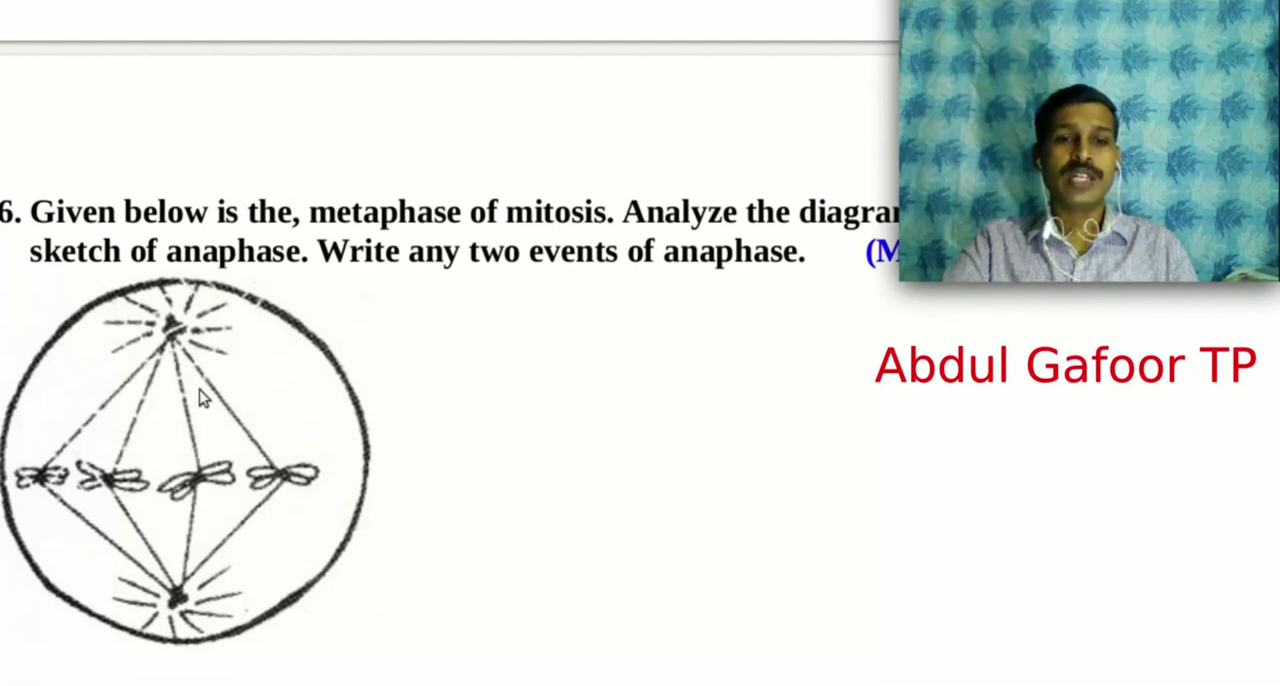 6. Given below is the, metaphase of mitosis. Analyze the
sketch of anaphase. Write any two events of anaphase.
Abdul Gafoor TP